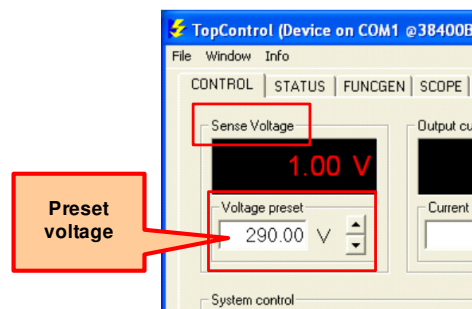 TopControl (Device on COM1 @38400B
File Window Info
CONTROL STATUS FUNCGEN SCOPE
Sense Voltage
Output cu
1.00 V
Preset
voltage
Voltage preset
Current
290.00 V
System control